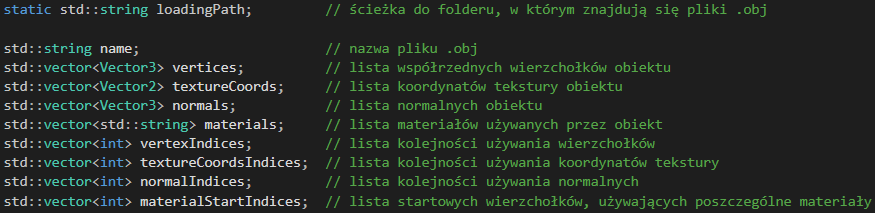 static std::string loadingPath; // ścieżka do folderu, w którym znajdują się pliki .obj
std::string name; // nazwa pliku .obj
std::vector<Vector3> vertices; // lista współrzednych wierzchołków obiektu
std::vector<Vector2> textureCoords; // lista koordynatów tekstury obiektu
std::vector<Vector3> normals; // lista normalnych obiektu
std::vector<std::string> materials; // lista materiałów używanych przez obiekt
std::vector<int> vertexIndices; // lista kolejności używania wierzchołków
std::vector<int> textureCoordsIndices; // lista kolejności używania koordynatów tekstury
std::vector<int> normalIndices; // lista kolejności używania normalnych
std::vector<int> materialStartIndices; // lista startowych wierzchołków, używających poszczególne materiały